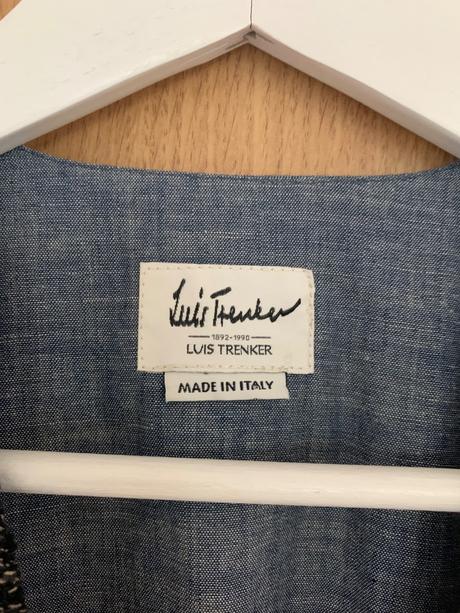 Luis Trenker
1892-1990
LUIS TRENKER
MADE IN ITALY